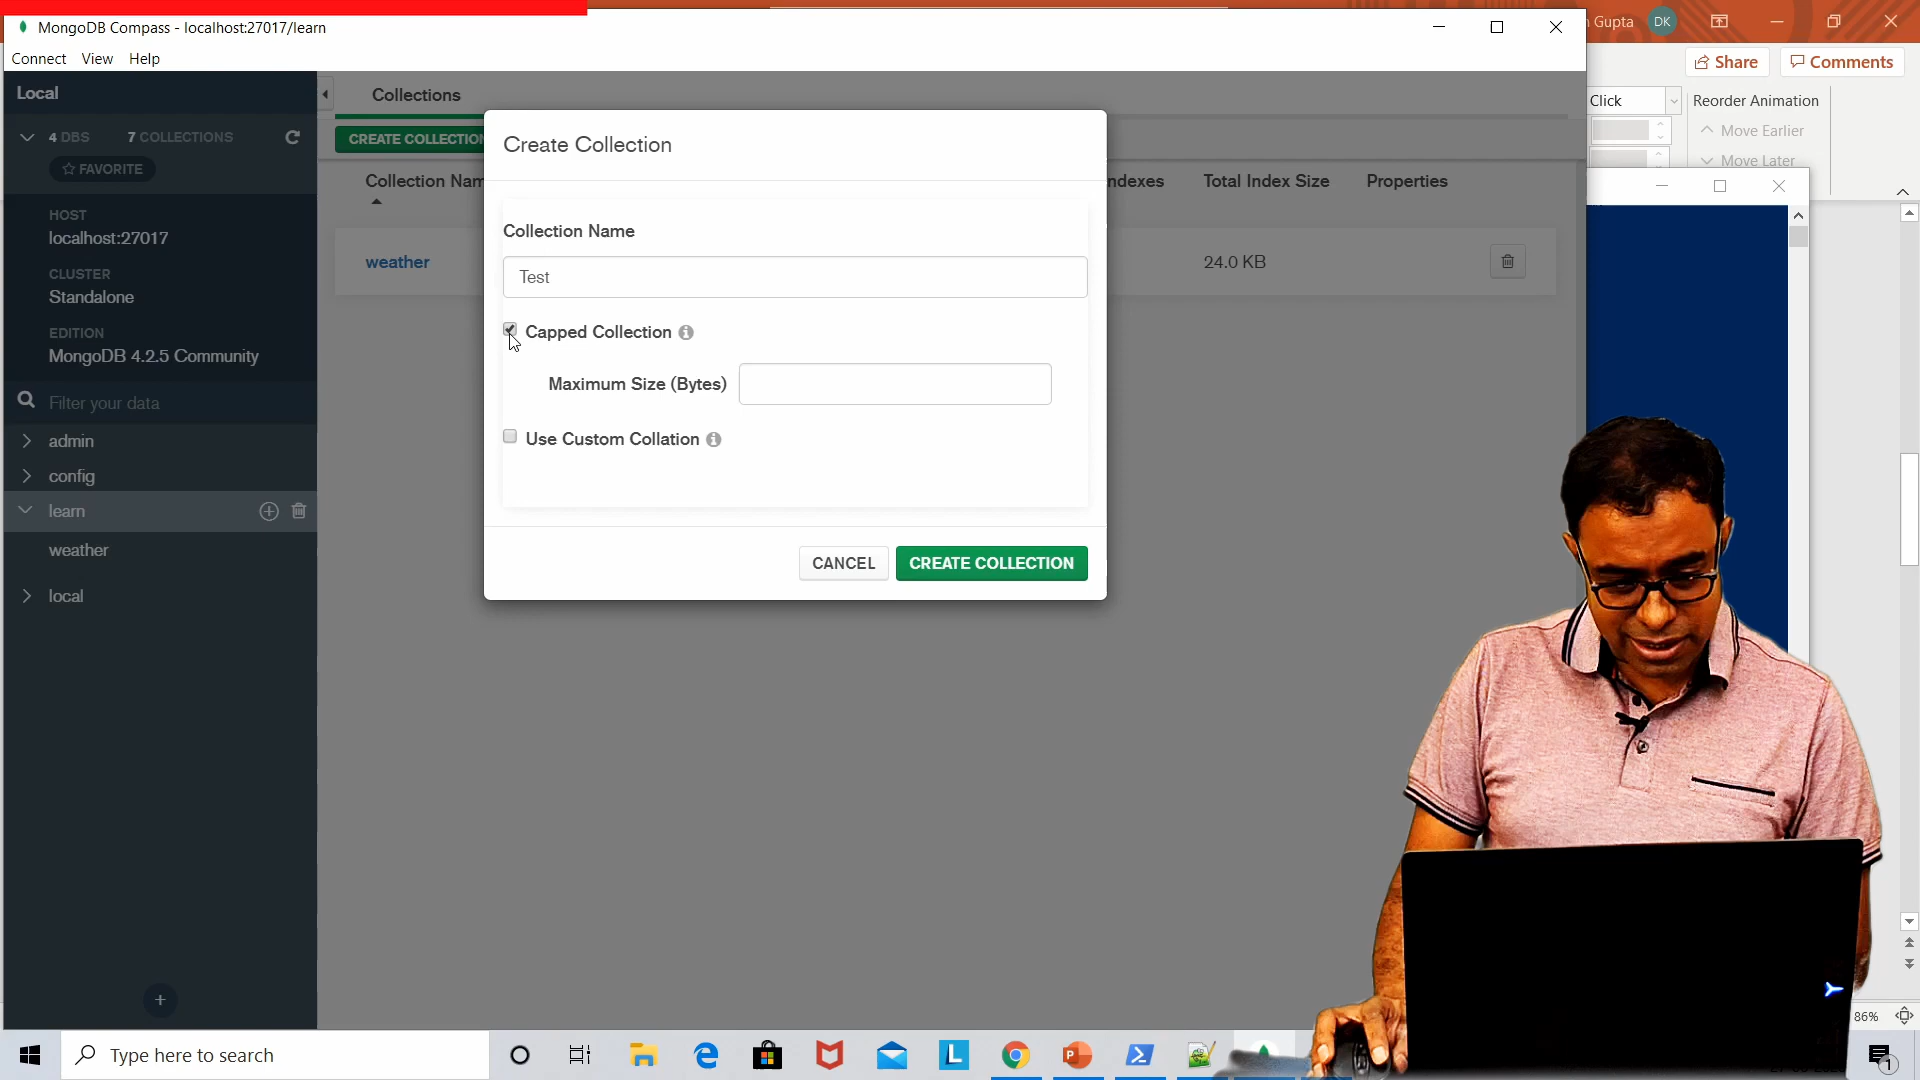 MongoDB Compass - localhost:27017/learn
Gupta
DK
Connect View Help
Share
Comments
Local
Collections
Click
Reorder Animation
4 DBS 7 COLLECTIONS
CREATE COLLECTION
Create Collection
Move Earlier
FAVORITE
Move Later
Collection Nam
ndexes
Total Index Size
Properties
HOST
localhost:27017
Collection Name
weather
24.0 KB
Test
CLUSTER
Standalone
EDITION
MongoDB 4.2.5 Community
Capped Collection
Maximum Size (Bytes)
Filter your data
Use Custom Collation
admin
config
learn
weather
local
CANCEL
CREATE COLLECTION
86%
Type here to search
1